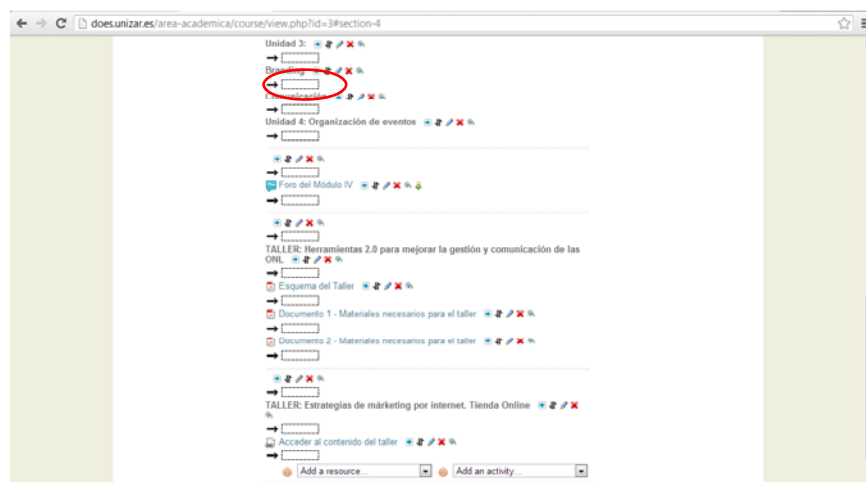 does.unizar.es/area-academica/course/view.php?id=3#section-4
Unidad 3:
Branding
Comunicación
Unidad 4: Organización de eventos
Foro del Módulo IV
TALLER: Herramientas 2.0 para mejorar la gestión y comunicación de las
ONL
Esquema del Taller
Documento 1 - Materiales necesarios para el taller
Documento 2 - Materiales necesarios para el taller
TALLER: Estrategias de márketing por internet. Tienda Online
Acceder al contenido del taller
Add a resource... Add an activity...